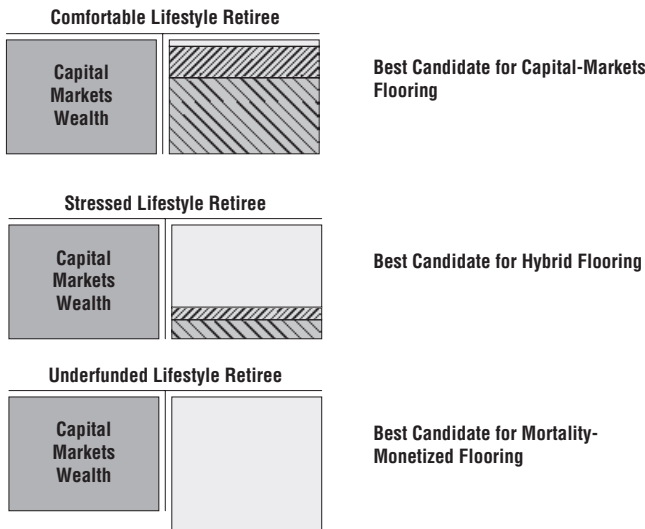 Comfortable Lifestyle Retiree
Capital
Markets
Wealth
Best Candidate for Capital-Markets
Flooring
Stressed Lifestyle Retiree
Capital
Markets
Wealth
Best Candidate for Hybrid Flooring
Underfunded Lifestyle Retiree
Capital
Markets
Wealth
Best Candidate for Mortality-
Monetized Flooring